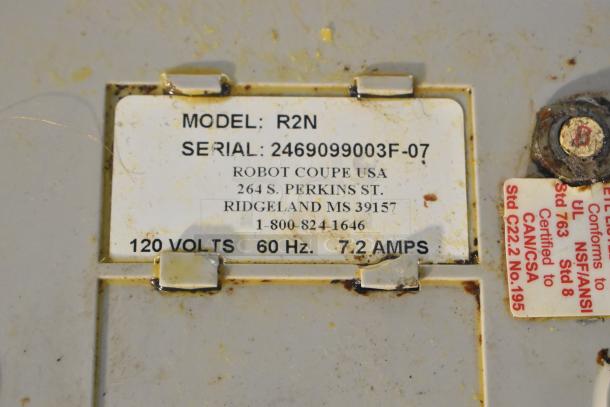 MODEL: R2N
SERIAL: 2469099003F-07
ROBOT COUPE USA
264 S. PERKINS ST.
RIDGELAND MS 39157
1-800-824-1646
120 VOLTS 60 Hz. 7.2 AMPS
Conforms to
UL NSF/ANSI
Std 763 Std 8
Certified to
CAN/CSA
Std C22.2 No.195